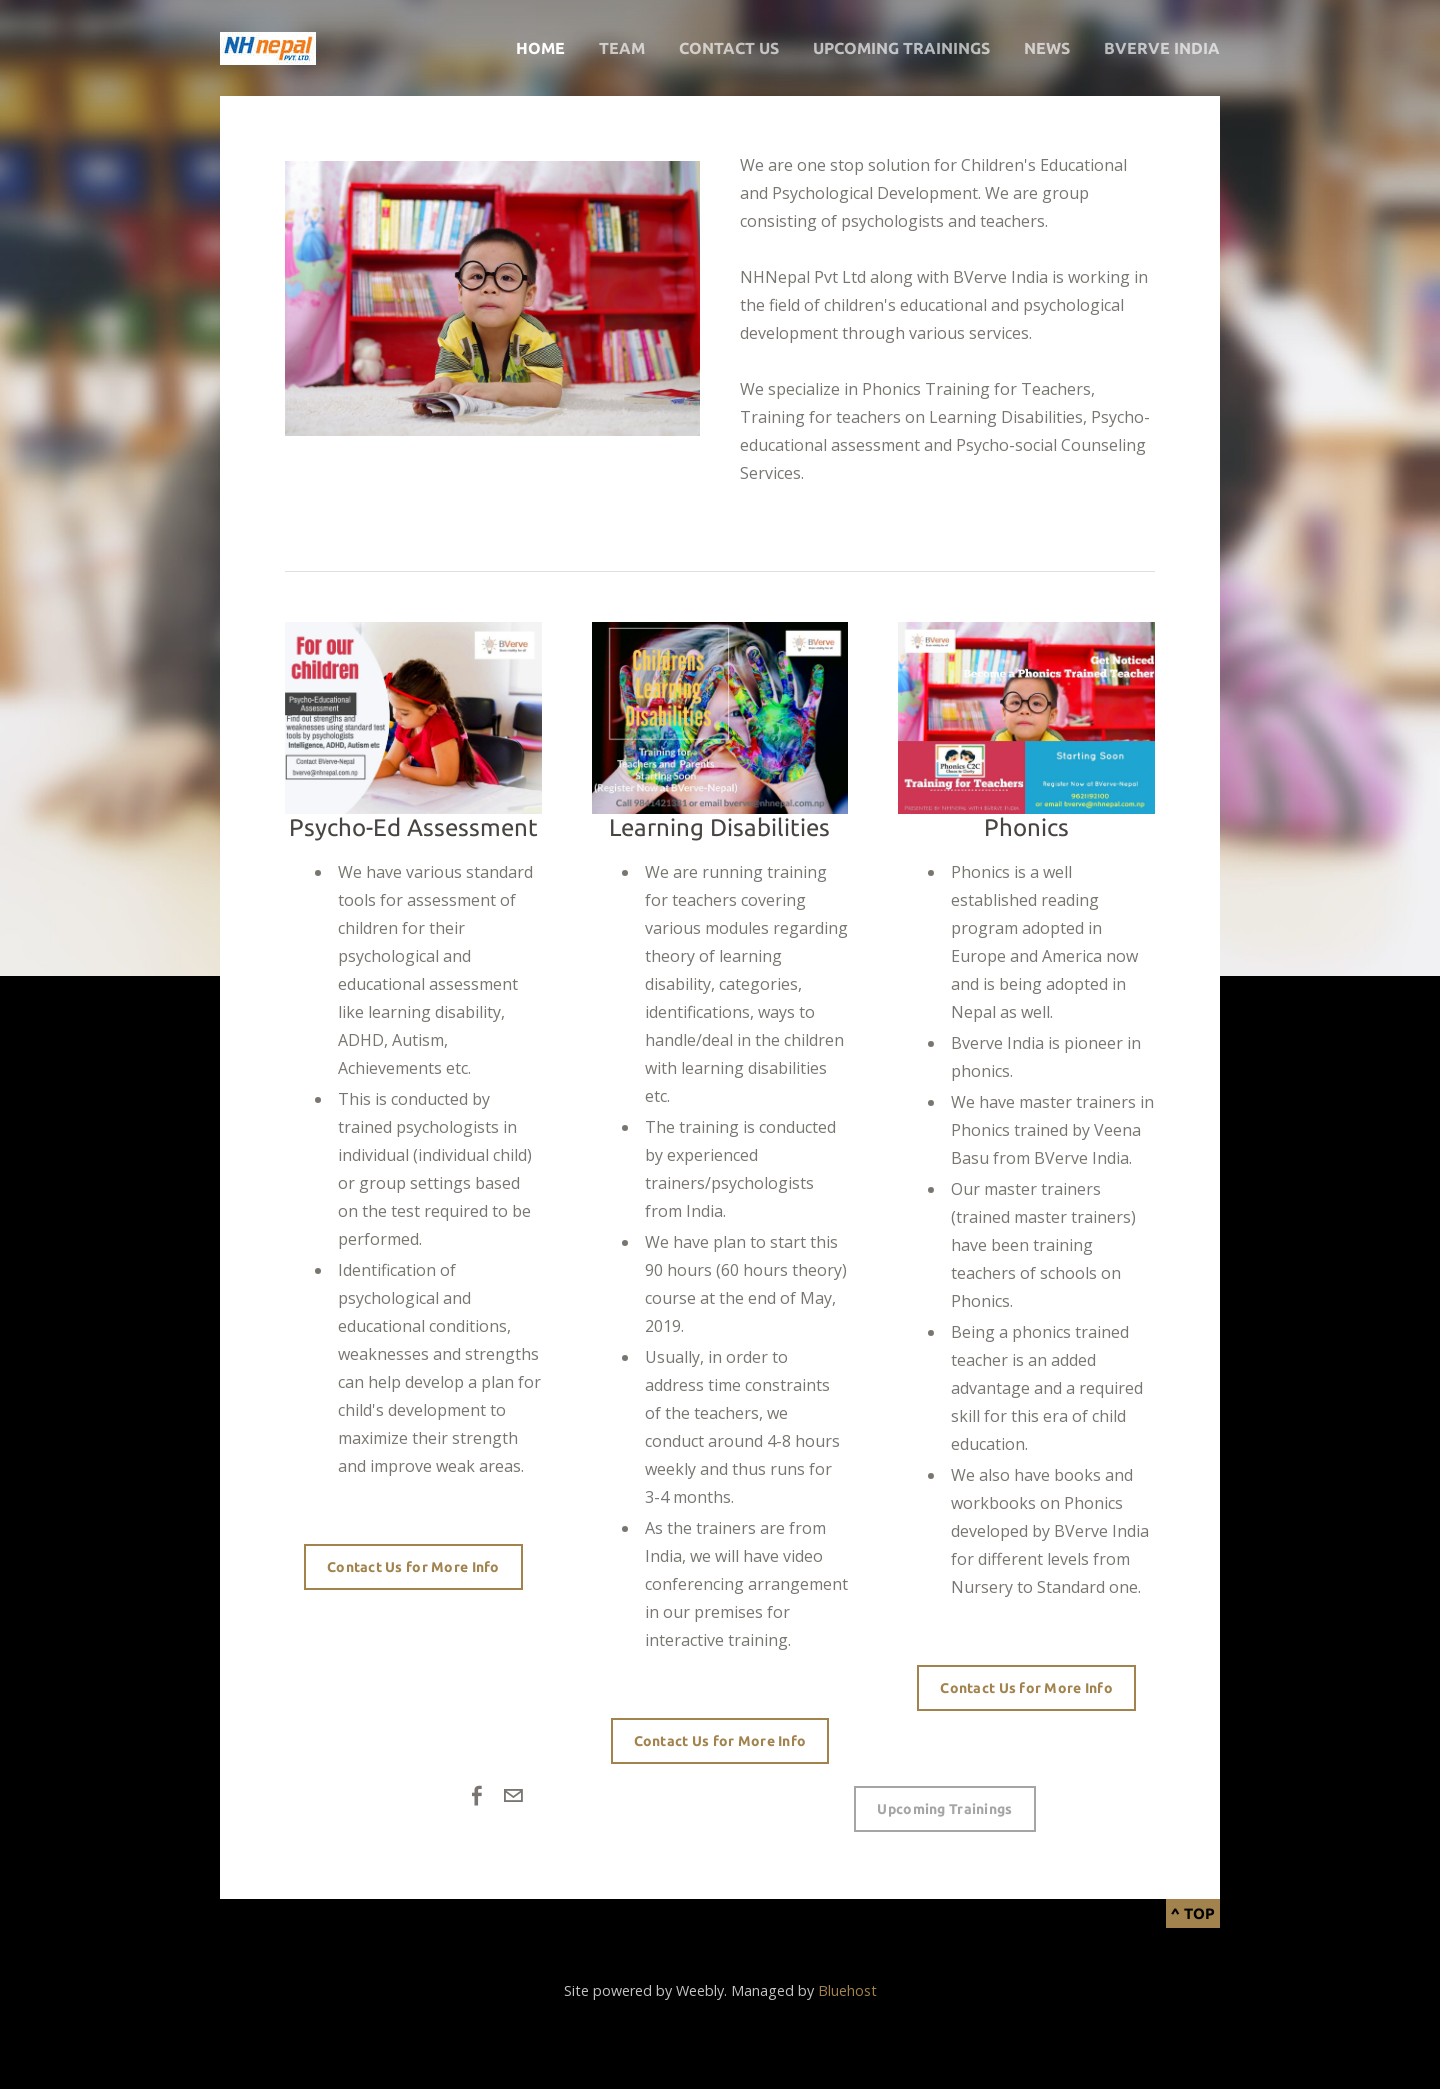 NH nepal
PVT. LTD.
HOME
TEAM
CONTACT US
UPCOMING TRAININGS
NEWS
BVERVE INDIA
We are one stop solution for Children's Educational
and Psychological Development. We are group
consisting of psychologists and teachers.
NHNepal Pvt Ltd along with BVerve India is working in
the field of children's educational and psychological
development through various services.
We specialize in Phonics Training for Teachers,
Training for teachers on Learning Disabilities, Psycho-
educational assessment and Psycho-social Counseling
Services.
For our
children
BVerve
Psycho-Educational
Assessment
Find out strengths and
weaknesses using standard test
tools by psychologists
Intelligence, ADHD, Autism etc
Contact BVerve-Nepal
bverve@nhnepal.com.np
Psycho-Ed Assessment
We have various standard
tools for assessment of
children for their
psychological and
educational assessment
like learning disability,
ADHD, Autism,
Achievements etc.
This is conducted by
trained psychologists in
individual (individual child)
or group settings based
on the test required to be
performed.
Identification of
psychological and
educational conditions,
weaknesses and strengths
can help develop a plan for
child's development to
maximize their strength
and improve weak areas.
Contact Us for More Info
BVerve
Childrens
Learning
Disabilities
Training for
Teachers and Parents
Starting Soon
(Register Now at BVerve-Nepal)
or email bverve@nhnepal.com.np
Learning Disabilities
We are running training
for teachers covering
various modules regarding
theory of learning
disability, categories,
identifications, ways to
handle/deal in the children
with learning disabilities
etc.
The training is conducted
by experienced
trainers/psychologists
from India.
We have plan to start this
90 hours (60 hours theory)
course at the end of May,
2019.
Usually, in order to
address time constraints
of the teachers, we
conduct around 4-8 hours
weekly and thus runs for
3-4 months.
As the trainers are from
India, we will have video
conferencing arrangement
in our premises for
interactive training.
Contact Us for More Info
BVerve
Get Noticed
Become a Phonics Trained Teacher
Phonics C2C
Training for Teachers
PRESENTED BY NHNEPAL WITH BVERVE INDIA
Starting Soon
Register Now at BVerve-Nepal
or email bverve@nhnepal.com.np
Phonics
Phonics is a well
established reading
program adopted in
Europe and America now
and is being adopted in
Nepal as well.
Bverve India is pioneer in
phonics.
We have master trainers in
Phonics trained by Veena
Basu from BVerve India.
Our master trainers
(trained master trainers)
have been training
teachers of schools on
Phonics.
Being a phonics trained
teacher is an added
advantage and a required
skill for this era of child
education.
We also have books and
workbooks on Phonics
developed by BVerve India
for different levels from
Nursery to Standard one.
Contact Us for More Info
Upcoming Trainings
^ TOP
Site powered by Weebly. Managed by Bluehost